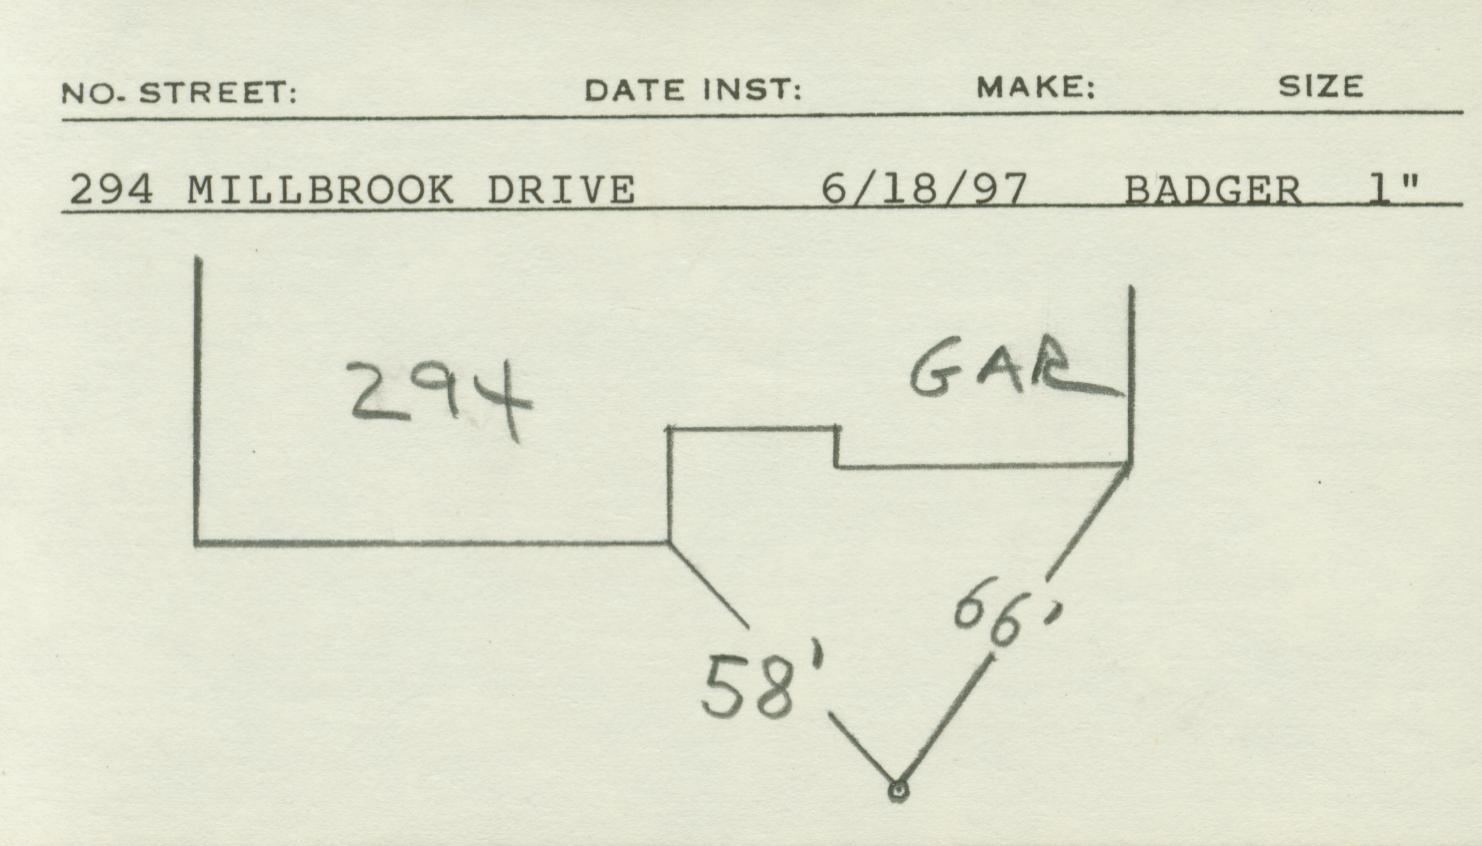 NO. STREET: DATE INST: MAKE: SIZE
294 MILLBROOK DRIVE 6/18/97 BADGER 1"
294
GAR
66'
58'